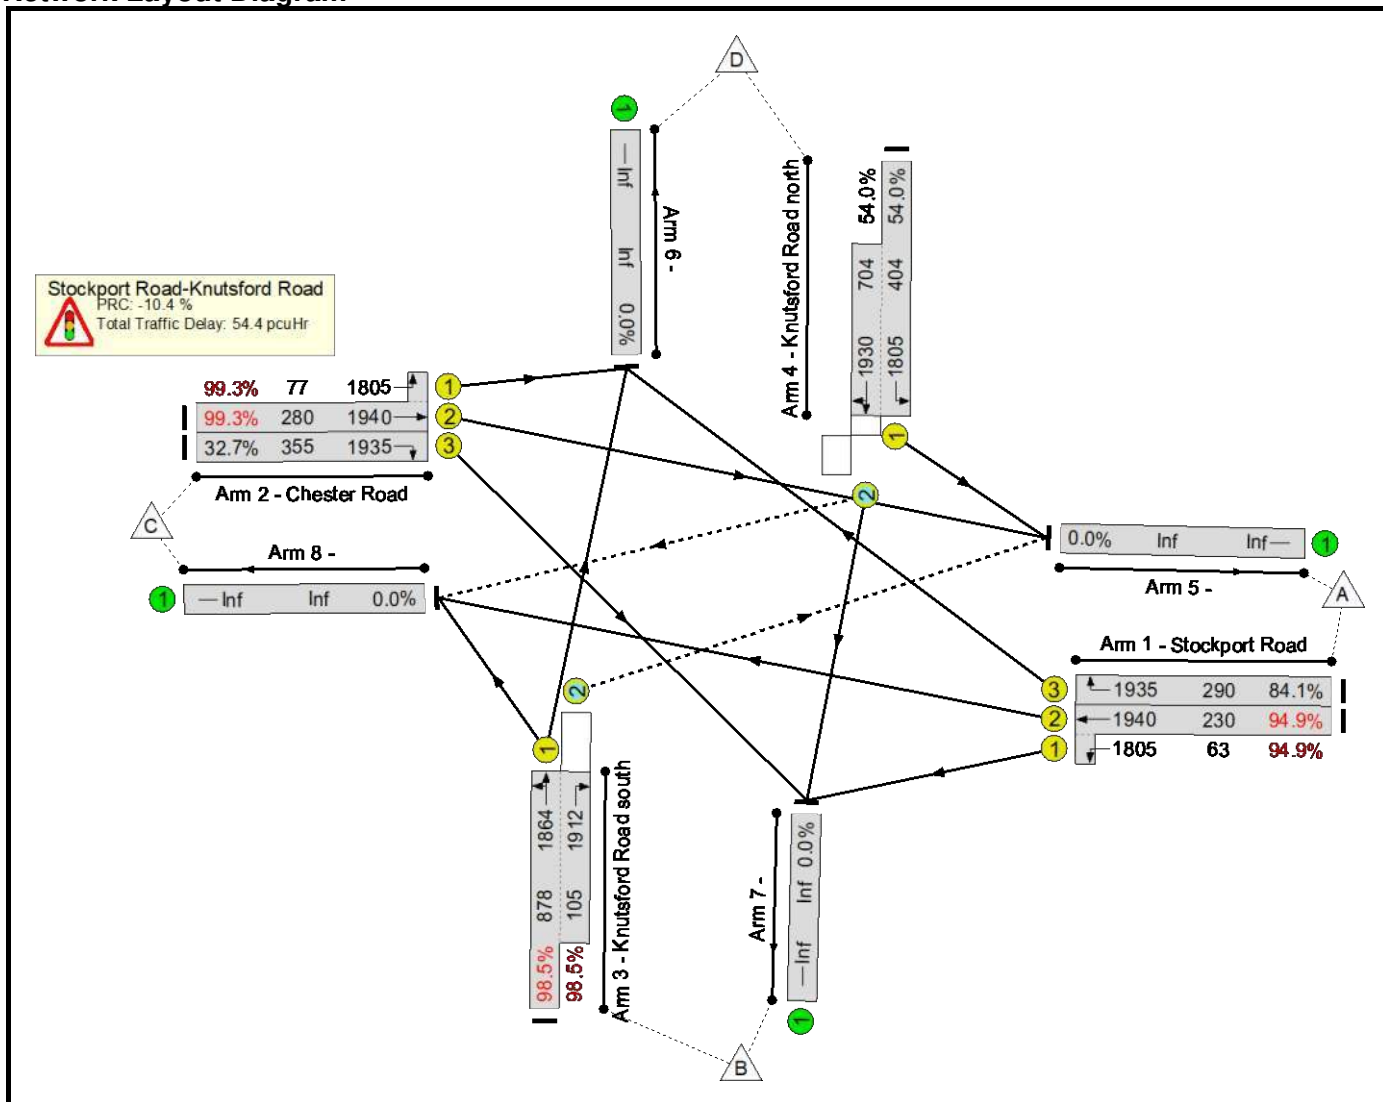 Network Layout Diagram
D
1
Inf
Inf
0.0%
Arm 6 -
Arm 4 - Knutsford Road north
54.0%
54.0%
704
404
1930
1805
1
2
Stockport Road-Knutsford Road
PRC: -10.4 %
Total Traffic Delay: 54.4 pcuHr
99.3% 77 1805 1
99.3% 280 1940 2
32.7% 355 1935 3
Arm 2 - Chester Road
C
Arm 8 -
1 Inf Inf 0.0%
0.0% Inf Inf 1
Arm 5 -
A
Arm 1 - Stockport Road
3 1935 290 84.1%
2 1940 230 94.9%
1 1805 63 94.9%
2
1
1864
1912
878
105
98.5%
98.5%
Arm 3 - Knutsford Road south
Arm 7 -
Inf
Inf
0.0%
1
B